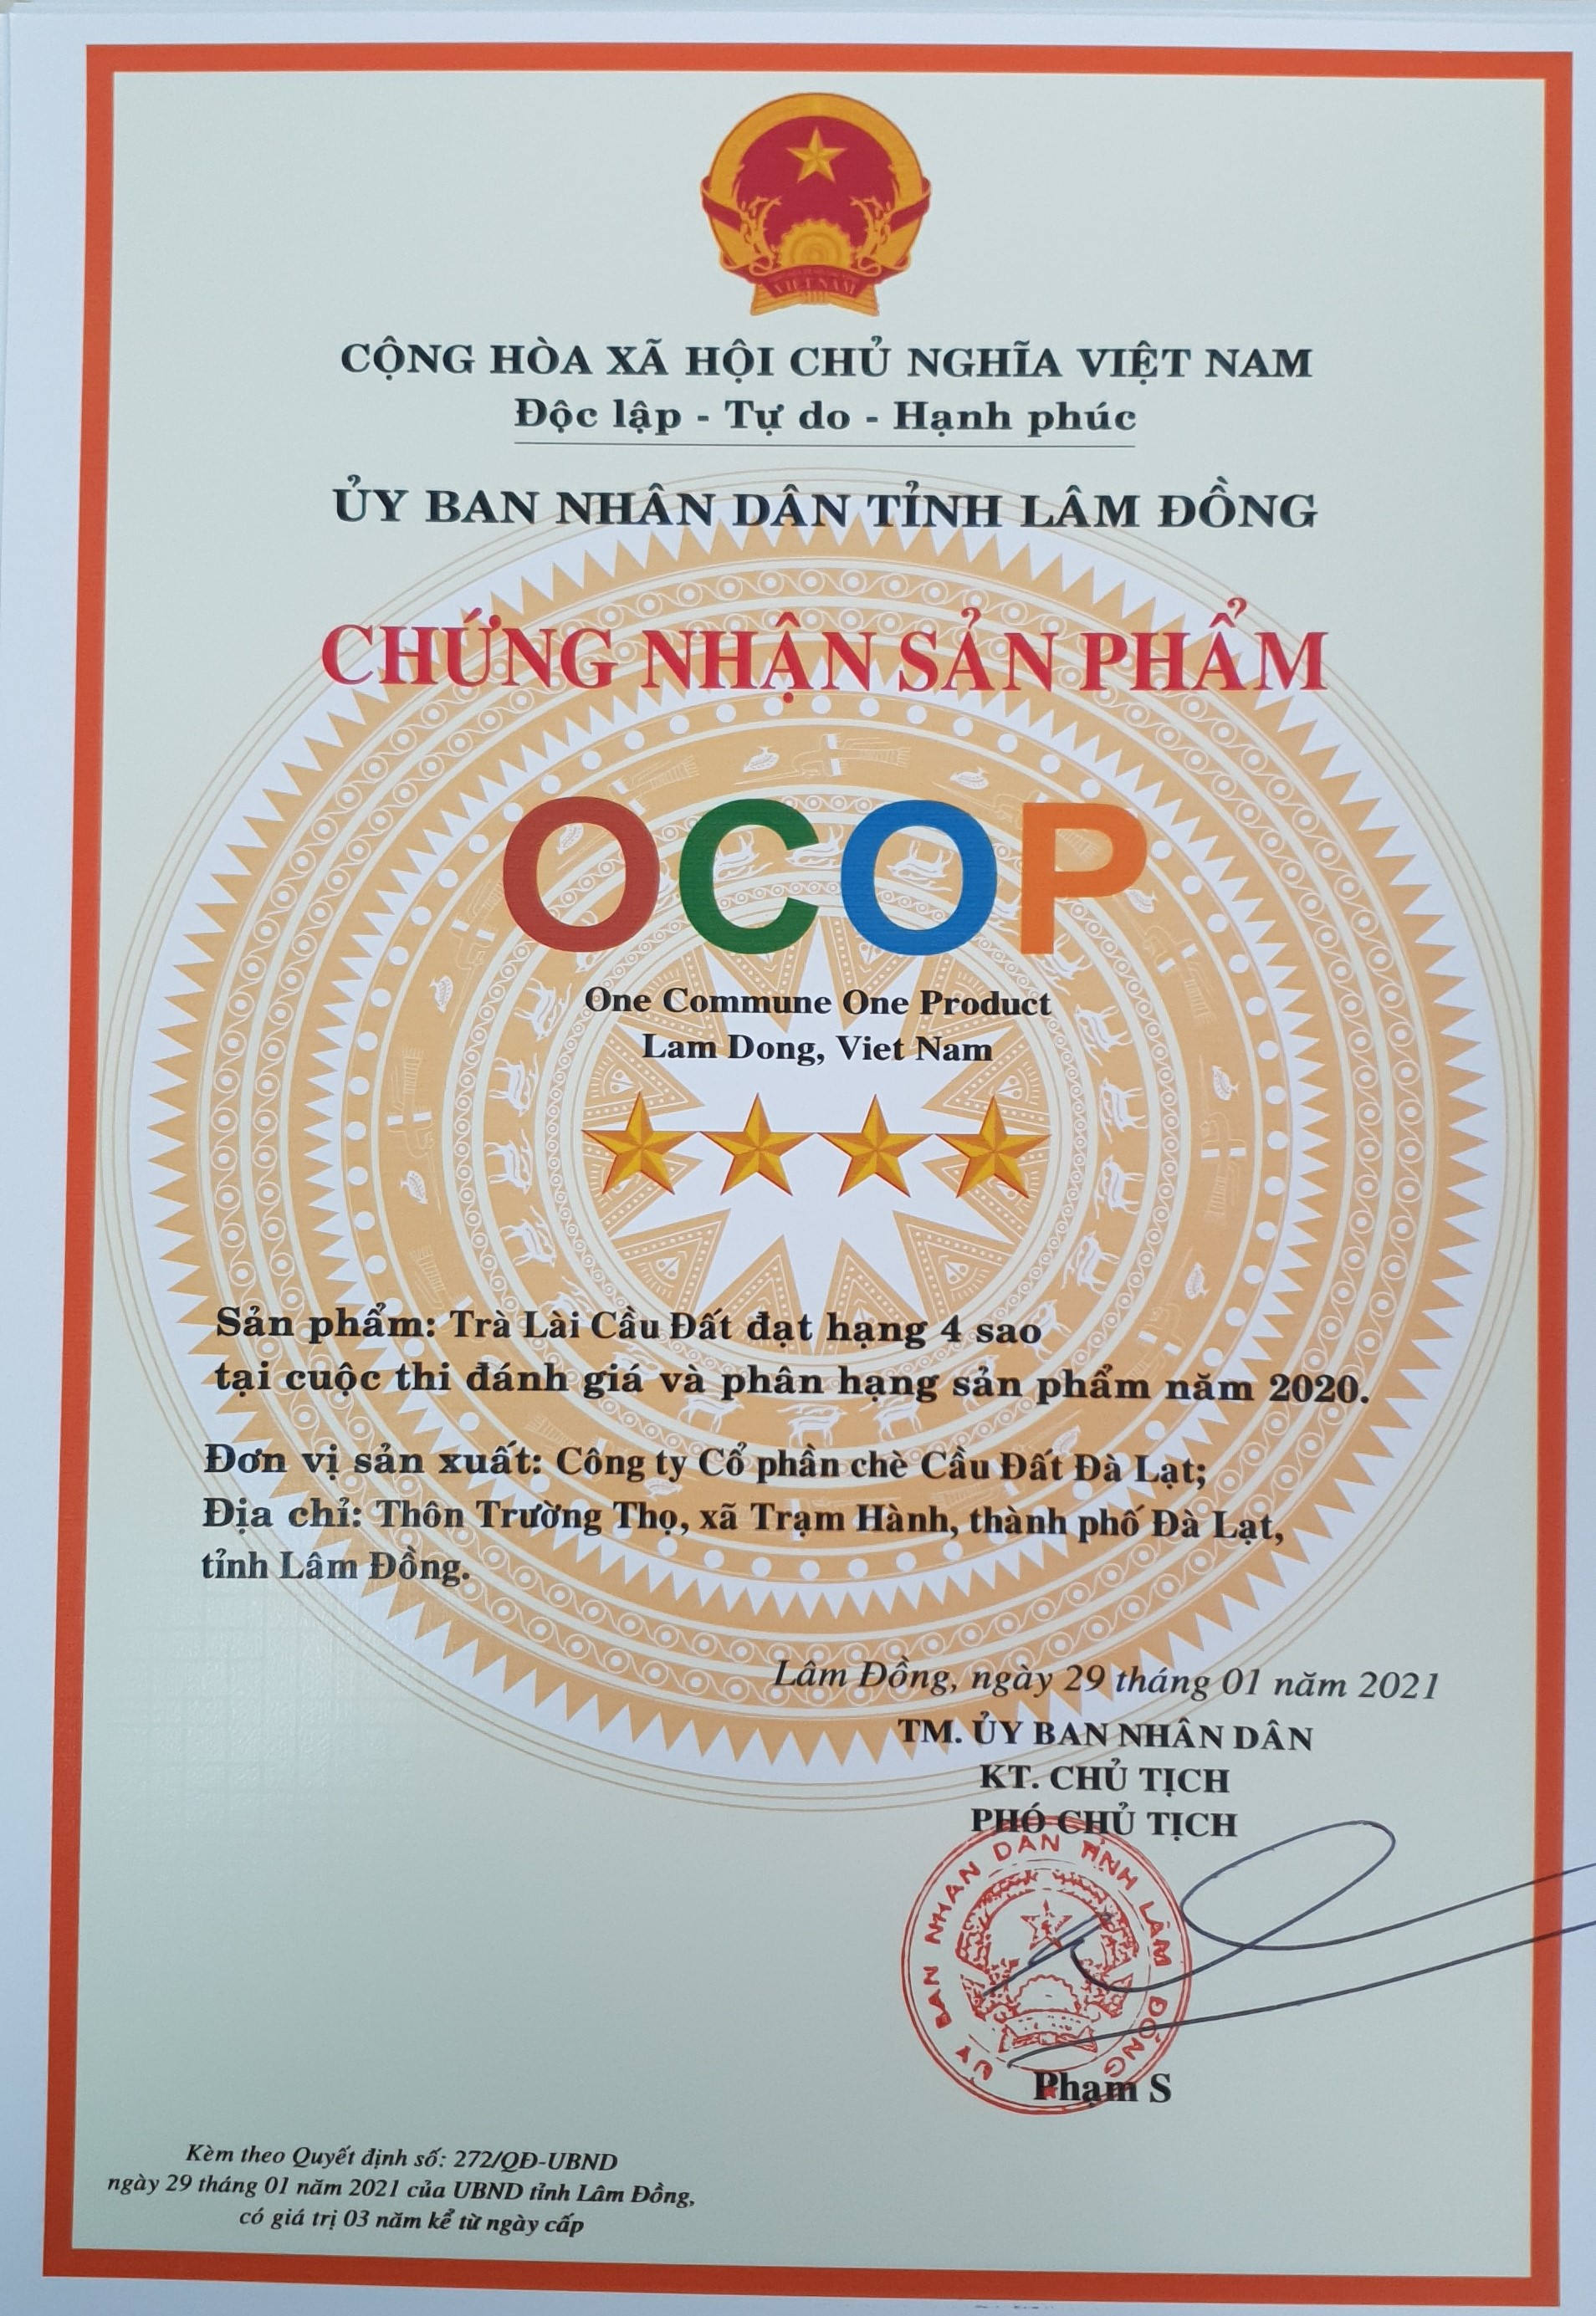 VIỆT NAM
CỘNG HÒA XÃ HỘI CHỦ NGHĨA VIỆT NAM
Độc lập - Tự do - Hạnh phúc
ỦY BAN NHÂN DÂN TỈNH LÂM ĐỒNG
CHỨNG NHẬN SẢN PHẨM
OCOP
One Commune One Product
Lam Dong, Viet Nam
Sản phẩm: Trà Lài Cầu Đất đạt hạng 4 sao
tại cuộc thi đánh giá và phân hạng sản phẩm năm 2020.
Đơn vị sản xuất: Công ty Cổ phần chè Cầu Đất Đà Lạt;
Địa chỉ: Thôn Trường Thọ, xã Trạm Hành, thành phố Đà Lạt,
tỉnh Lâm Đồng.
Lâm Đồng, ngày 29 tháng 01 năm 2021
TM. ỦY BAN NHÂN DÂN
KT. CHỦ TỊCH
PHÓ CHỦ TỊCH
ỦY BAN NHÂN DÂN TỈNH LÂM ĐỒNG
Phạm S
Kèm theo Quyết định số: 272/QĐ-UBND
ngày 29 tháng 01 năm 2021 của UBND tỉnh Lâm Đồng,
có giá trị 03 năm kể từ ngày cấp